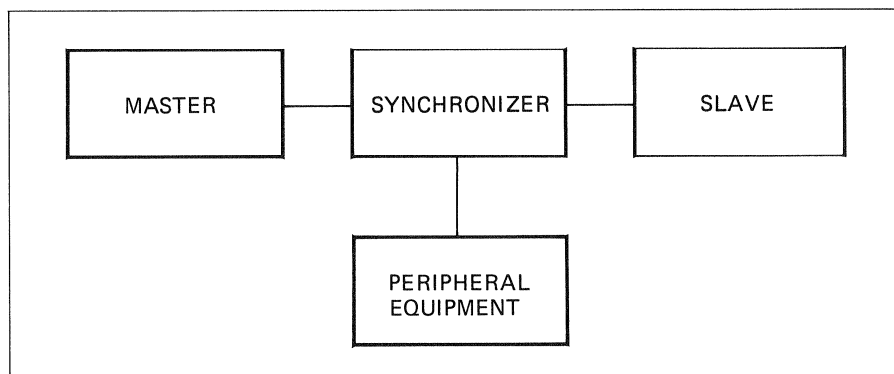 MASTER
SYNCHRONIZER
SLAVE
PERIPHERAL
EQUIPMENT